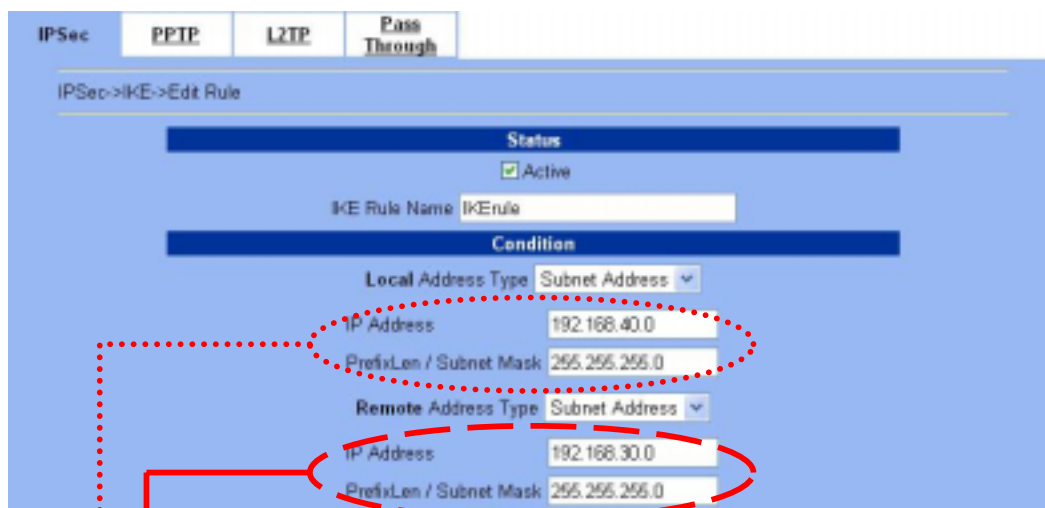 IPSec PPTP L2TP Pass Through
IPSec->IKE->Edit Rule
Status
Active
IKE Rule Name IKErule
Condition
Local Address Type Subnet Address
IP Address 192.168.40.0
PrefixLen / Subnet Mask 255.255.255.0
Remote Address Type Subnet Address
IP Address 192.168.30.0
PrefixLen / Subnet Mask 255.255.255.0